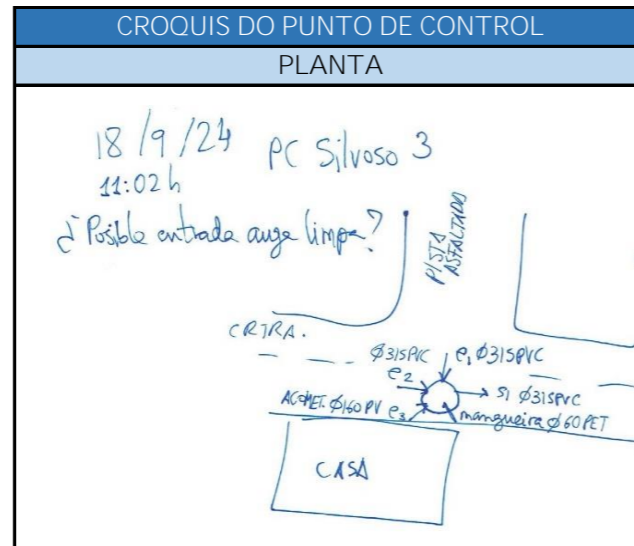 CROQUIS DO PUNTO DE CONTROL
PLANTA
18/9/24 PC Silvoso 3
11:02 h
¿Posible entrada auga limpa?
PISTA
ASFALTADA
CRTRA.
Ø315PVC e1 Ø315PVC
e2
S1 Ø315PVC
ACOMET. Ø160 PV e3
mangueira Ø60 PET
CASA